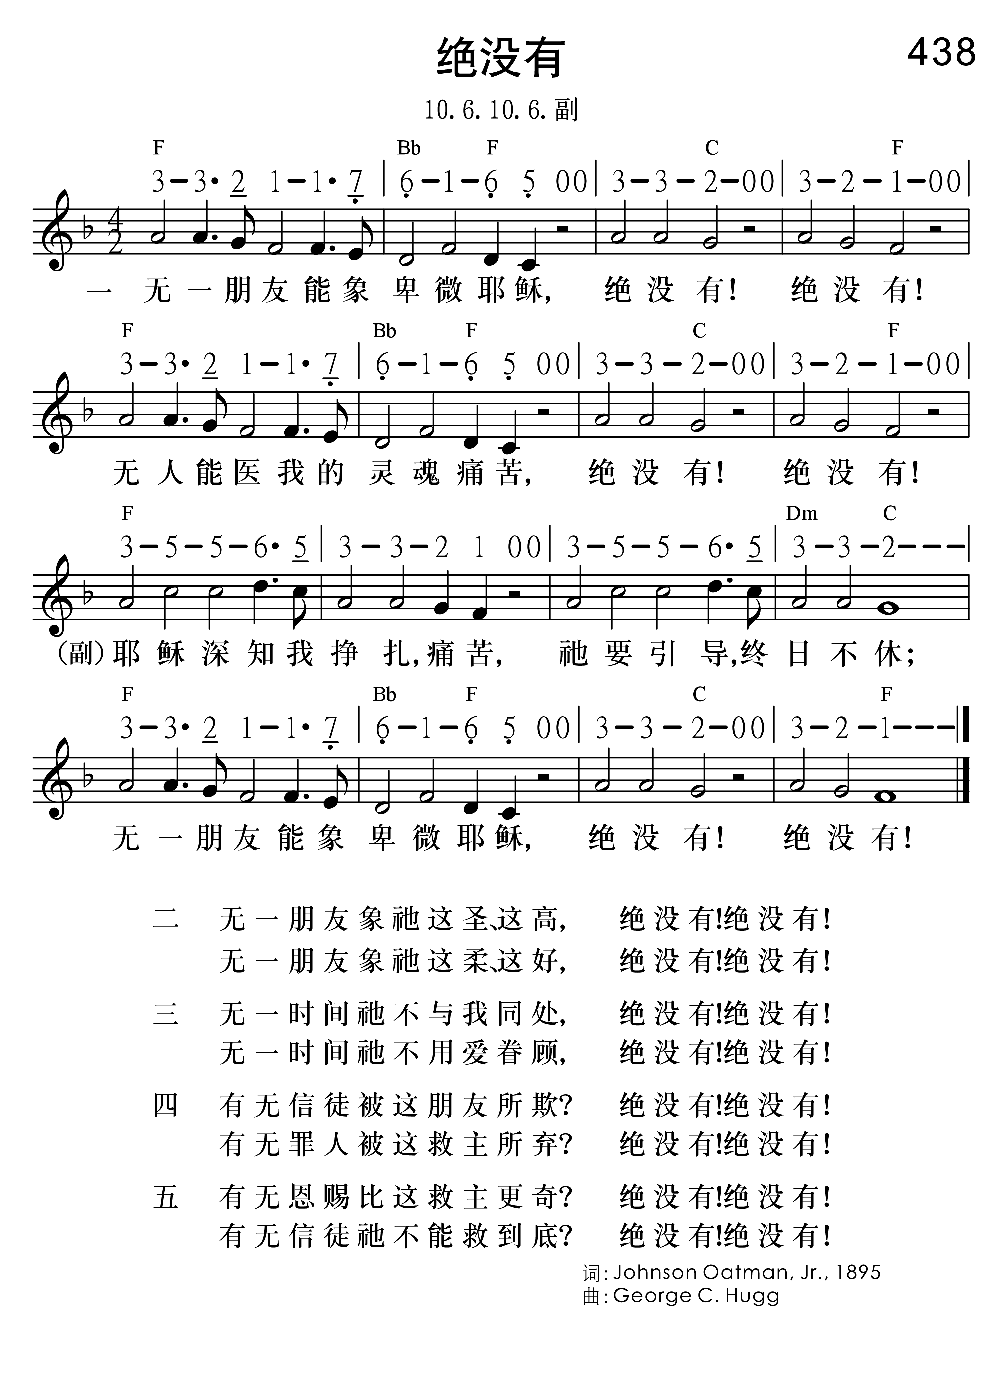 绝没有 438
10.6.10.6.副
F Bb F C F
3-3·2 1-1·7 | 6-1-6 5 00 | 3-3-2-00 | 3-2-1-00 |
4
2
一 无一朋友能象卑微耶稣, 绝没有! 绝没有!
F Bb F C F
3-3·2 1-1·7 | 6-1-6 5 00 | 3-3-2-00 | 3-2-1-00 |
无人能医我的灵魂痛苦, 绝没有! 绝没有!
F Dm C
3-5-5-6·5 | 3-3-2 1 00 | 3-5-5-6·5 | 3-3-2---|
(副)耶稣深知我挣扎,痛苦, 祂要引导,终日不休;
F Bb F C F
3-3·2 1-1·7 | 6-1-6 5 00 | 3-3-2-00 | 3-2-1---|
无一朋友能象卑微耶稣, 绝没有! 绝没有!
二 无一朋友象祂这圣、这高, 绝没有!绝没有!
无一朋友象祂这柔、这好, 绝没有!绝没有!
三 无一时间祂不与我同处, 绝没有!绝没有!
无一时间祂不用爱眷顾, 绝没有!绝没有!
四 有无信徒被这朋友所欺? 绝没有!绝没有!
有无罪人被这救主所弃? 绝没有!绝没有!
五 有无恩赐比这救主更奇? 绝没有!绝没有!
有无信徒祂不能救到底? 绝没有!绝没有!
词: Johnson Oatman, Jr., 1895
曲: George C. Hugg